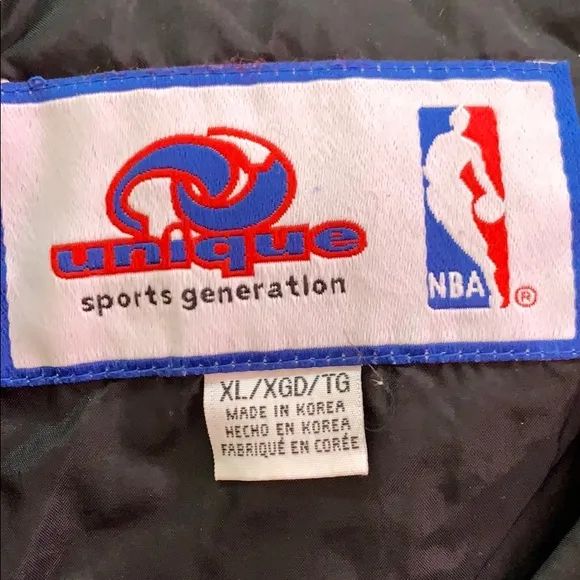 unique
sports generation
NBA
®
XL/XGD/TG
MADE IN KOREA
HECHO EN KOREA
FABRIQUÉ EN CORÉE